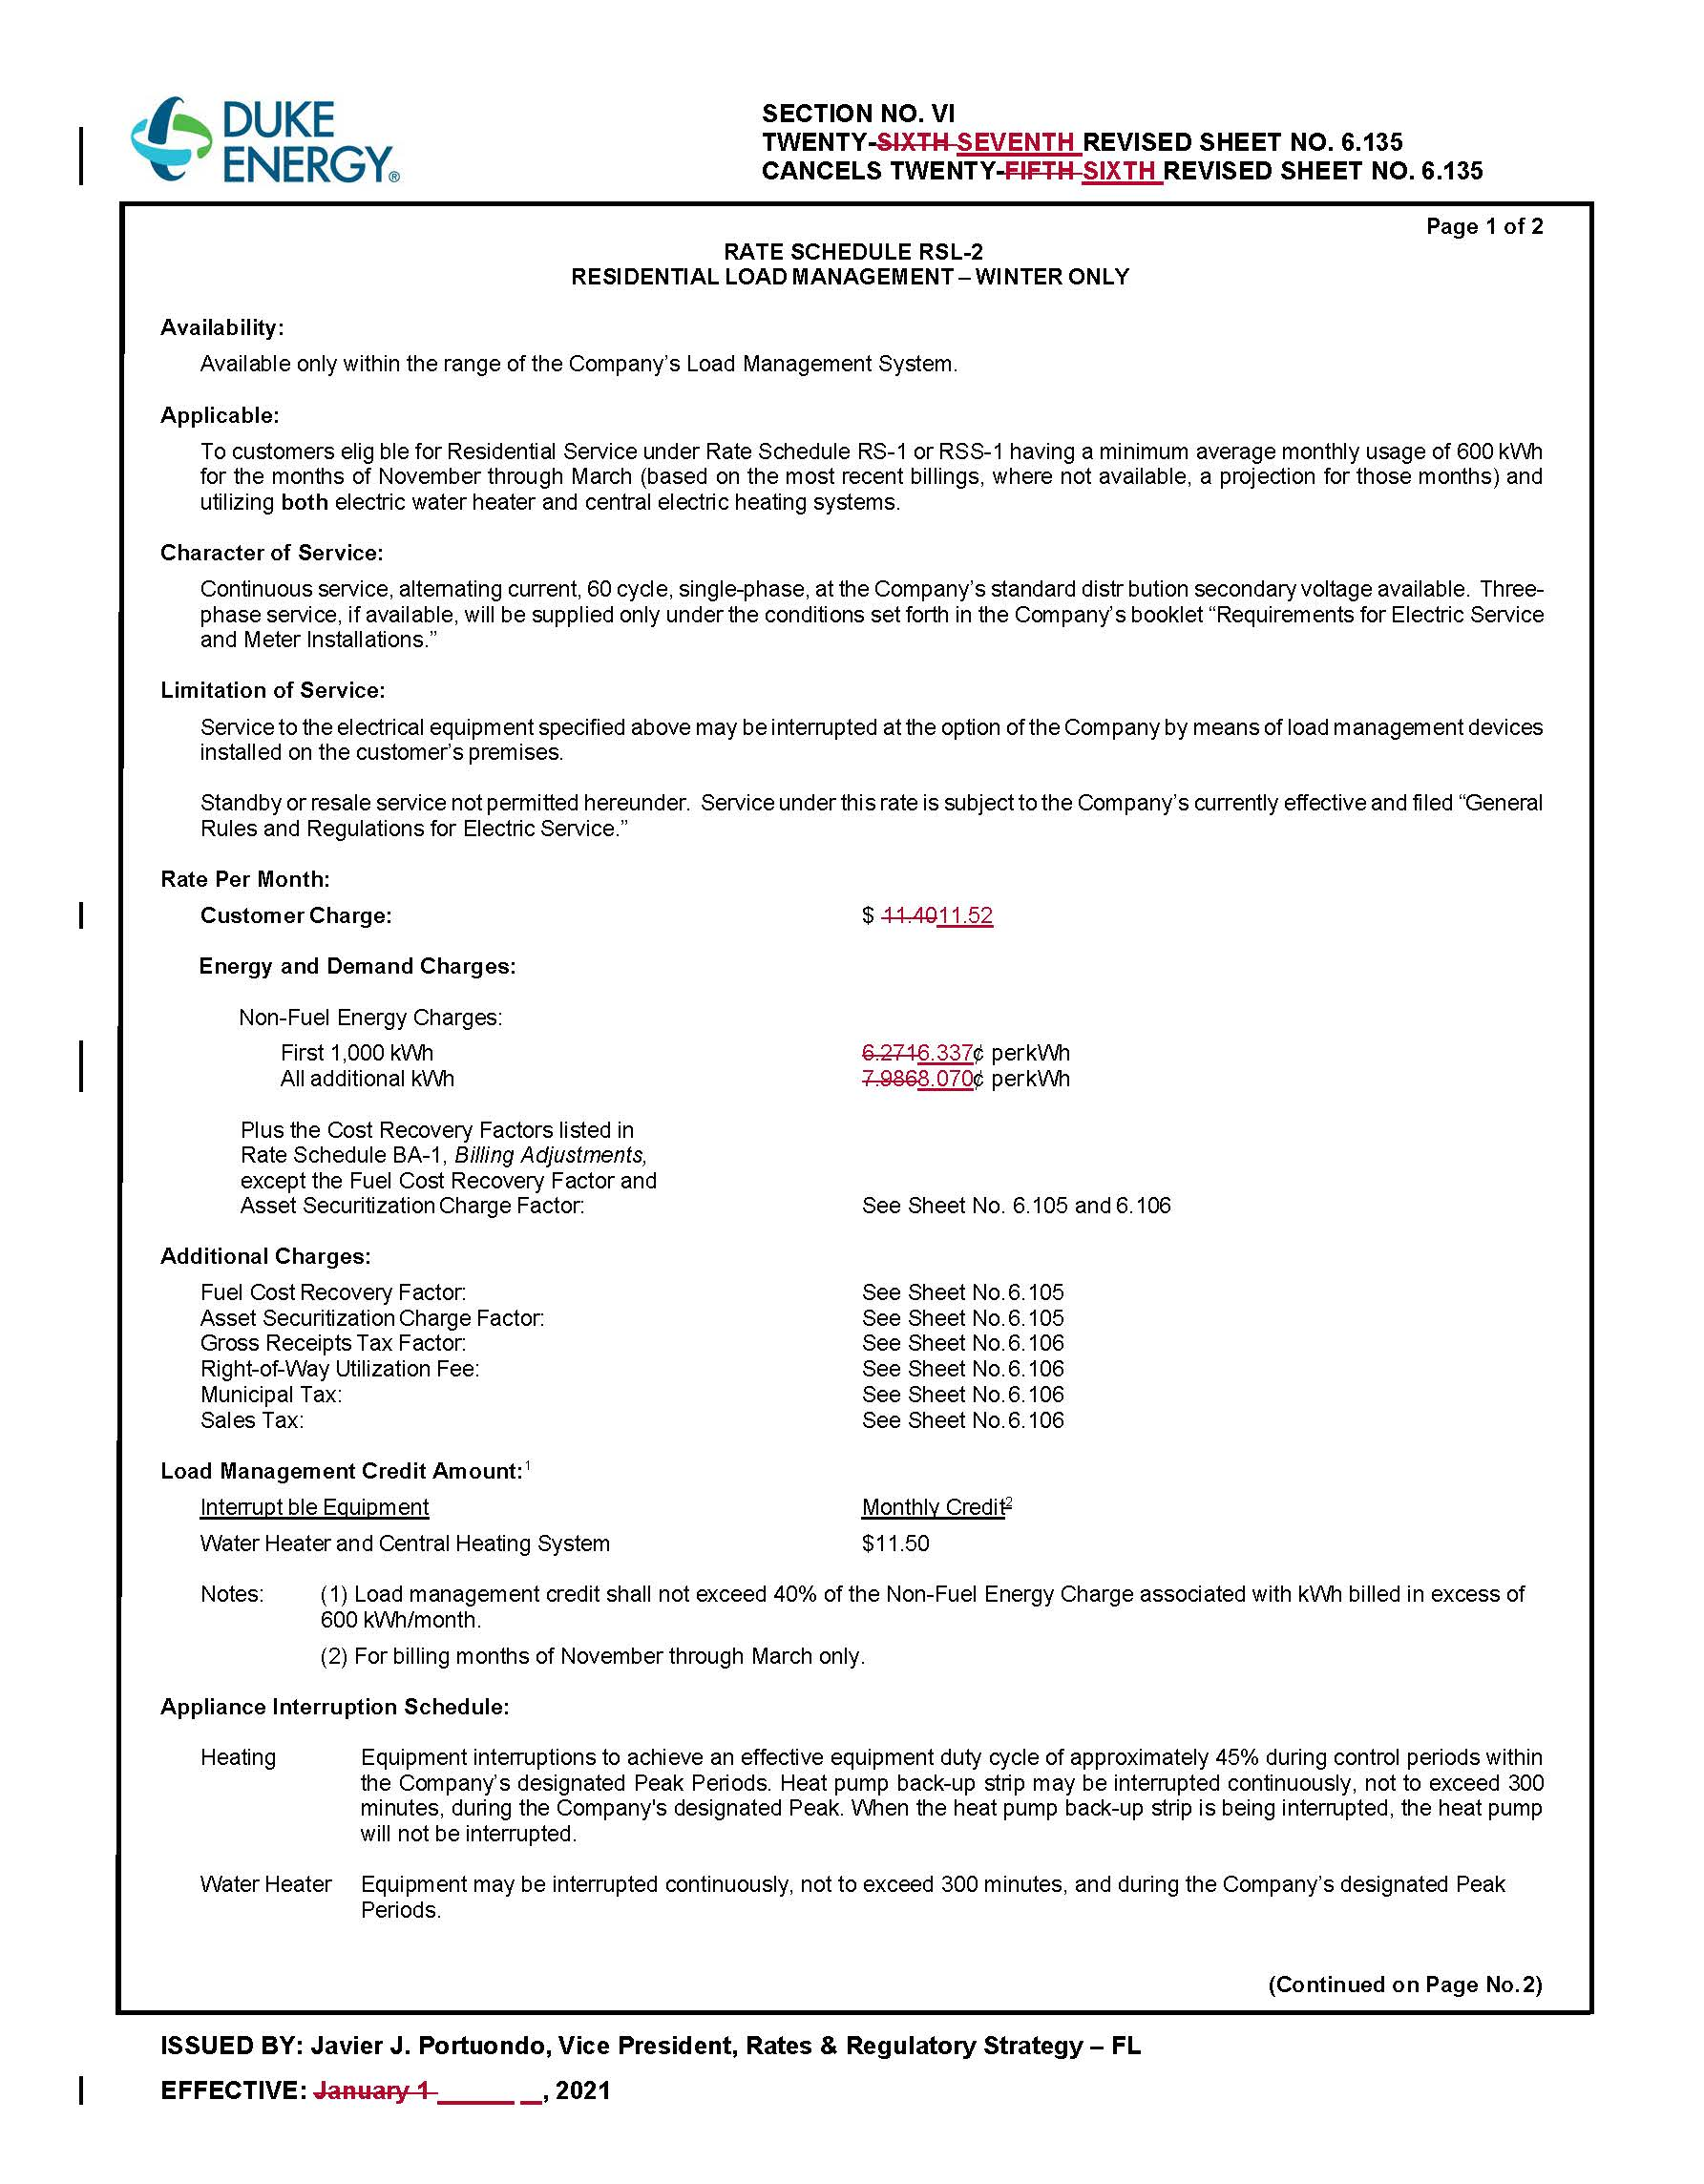 DUKE
ENERGY®
SECTION NO. VI
TWENTY-SIXTH SEVENTH REVISED SHEET NO. 6.135
CANCELS TWENTY-FIFTH SIXTH REVISED SHEET NO. 6.135
Page 1 of 2
RATE SCHEDULE RSL-2
RESIDENTIAL LOAD MANAGEMENT – WINTER ONLY
Availability:
Available only within the range of the Company’s Load Management System.
Applicable:
To customers elig ble for Residential Service under Rate Schedule RS-1 or RSS-1 having a minimum average monthly usage of 600 kWh
for the months of November through March (based on the most recent billings, where not available, a projection for those months) and
utilizing both electric water heater and central electric heating systems.
Character of Service:
Continuous service, alternating current, 60 cycle, single-phase, at the Company’s standard distr bution secondary voltage available. Three-
phase service, if available, will be supplied only under the conditions set forth in the Company’s booklet “Requirements for Electric Service
and Meter Installations.”
Limitation of Service:
Service to the electrical equipment specified above may be interrupted at the option of the Company by means of load management devices
installed on the customer’s premises.
Standby or resale service not permitted hereunder. Service under this rate is subject to the Company’s currently effective and filed “General
Rules and Regulations for Electric Service.”
Rate Per Month:
Customer Charge: $ 11.4011.52
Energy and Demand Charges:
Non-Fuel Energy Charges:
First 1,000 kWh 6.2716.337¢ per kWh
All additional kWh 7.9868.070¢ per kWh
Plus the Cost Recovery Factors listed in
Rate Schedule BA-1, Billing Adjustments,
except the Fuel Cost Recovery Factor and
Asset Securitization Charge Factor: See Sheet No. 6.105 and 6.106
Additional Charges:
Fuel Cost Recovery Factor: See Sheet No. 6.105
Asset Securitization Charge Factor: See Sheet No. 6.105
Gross Receipts Tax Factor: See Sheet No. 6.106
Right-of-Way Utilization Fee: See Sheet No. 6.106
Municipal Tax: See Sheet No. 6.106
Sales Tax: See Sheet No. 6.106
Load Management Credit Amount:1
Interrupt ble Equipment Monthly Credit2
Water Heater and Central Heating System $11.50
Notes: (1) Load management credit shall not exceed 40% of the Non-Fuel Energy Charge associated with kWh billed in excess of
600 kWh/month.
(2) For billing months of November through March only.
Appliance Interruption Schedule:
Heating Equipment interruptions to achieve an effective equipment duty cycle of approximately 45% during control periods within
the Company’s designated Peak Periods. Heat pump back-up strip may be interrupted continuously, not to exceed 300
minutes, during the Company's designated Peak. When the heat pump back-up strip is being interrupted, the heat pump
will not be interrupted.
Water Heater Equipment may be interrupted continuously, not to exceed 300 minutes, and during the Company’s designated Peak
Periods.
(Continued on Page No. 2)
ISSUED BY: Javier J. Portuondo, Vice President, Rates & Regulatory Strategy – FL
EFFECTIVE: January 1 ______ __, 2021